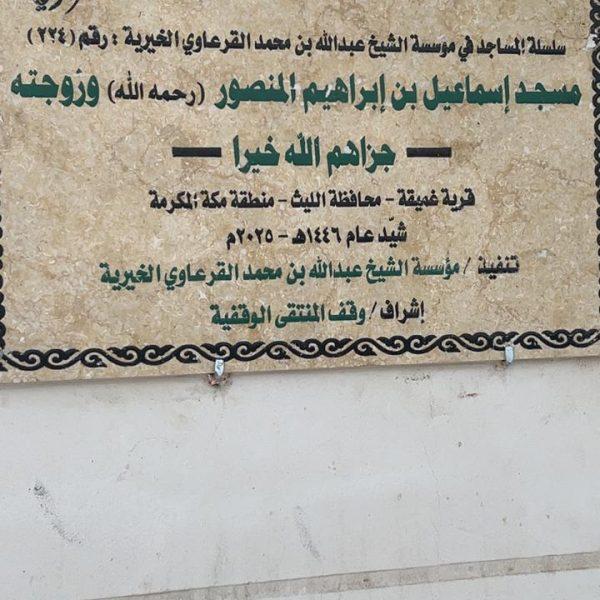 سلسلة المساجد في مؤسسة الشيخ عبدالله بن محمد القرعاوي الخيرية : رقم (٢٢٤)
مسجد إسماعيل بن إبراهيم المنصور (رحمه الله) وزوجته
جزاهم الله خيرا
قرية غميقة - محافظة الليث - منطقة مكة المكرمة
شيّد عام ١٤٤٦هـ - ٢٠٢٥م
تنفيذ / مؤسسة الشيخ عبدالله بن محمد القرعاوي الخيرية
إشراف / وقف المنتقى الوقفية